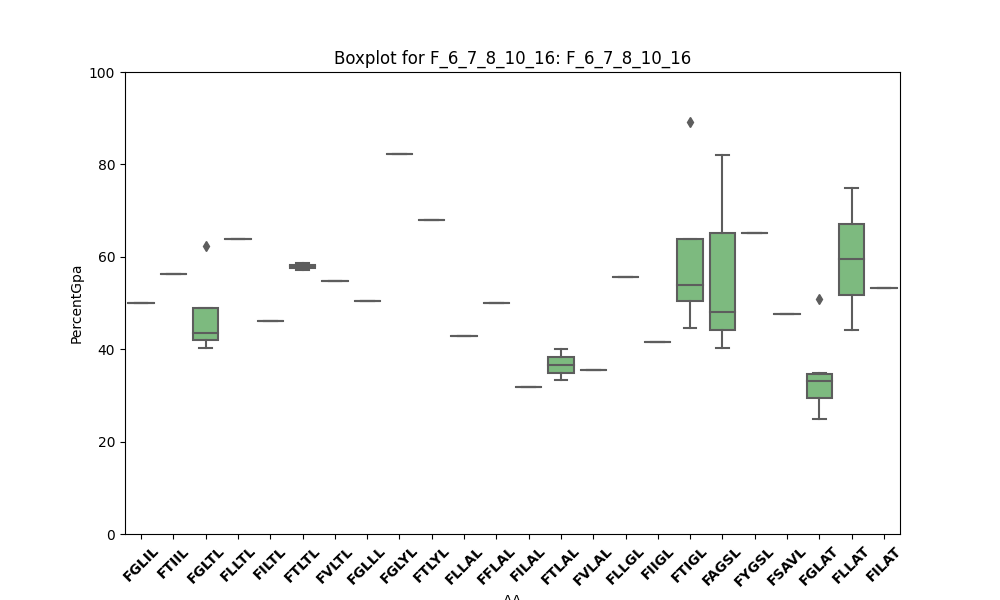 Boxplot for F_6_7_8_10_16: F_6_7_8_10_16
100
80
60
40
20
0
PercentGpa
FGLIL FTIIL FGLTL FLLTL FILTL FTLTL FVLTL FGLLL FGLYL FTLYL FLLAL FFLAL FILAL FTLAL FVLAL FLLGL FIIGL FTIGL FAGSL FYGSL FSAVL FGLAT FLLAT FILAT
AA